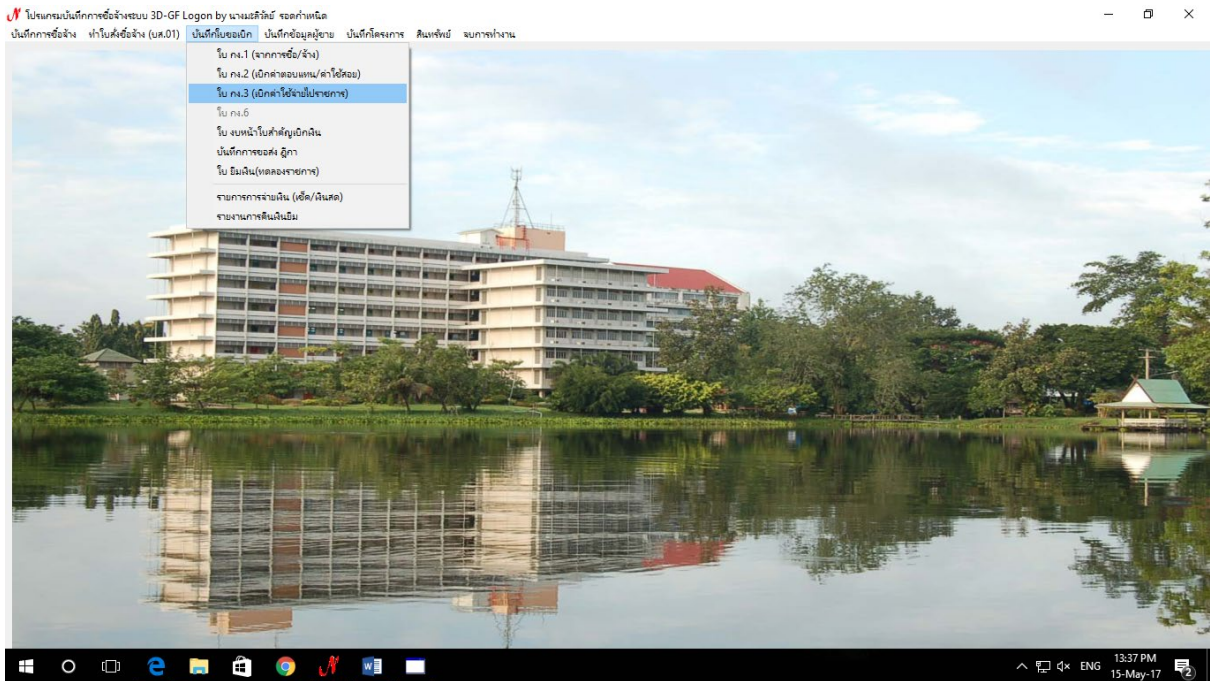 โปรแกรมบันทึกการซื้อจ้างระบบ 3D-GF Logon by นางมะลิวัลย์ รอดกำเหนิด
บันทึกการซื้อจ้าง ทำใบสั่งซื้อจ้าง (บส.01) บันทึกใบขอเบิก บันทึกข้อมูลผู้ขาย บันทึกโครงการ สินทรัพย์ จบการทำงาน
ใบ กง.1 (จากการซื้อ/จ้าง)
ใบ กง.2 (เบิกค่าตอบแทน/ค่าใช้สอย)
ใบ กง.3 (เบิกค่าใช้จ่ายไปราชการ)
ใบ กง.6
ใบ งบหน้าใบสำคัญเบิกเงิน
บันทึกการขอส่ง ฎีกา
ใบ ยืมเงิน(ทดลองราชการ)
รายการการจ่ายเงิน (เช็ค/เงินสด)
รายงานการคืนเงินยืม
ENG
13:37 PM
15-May-17
2